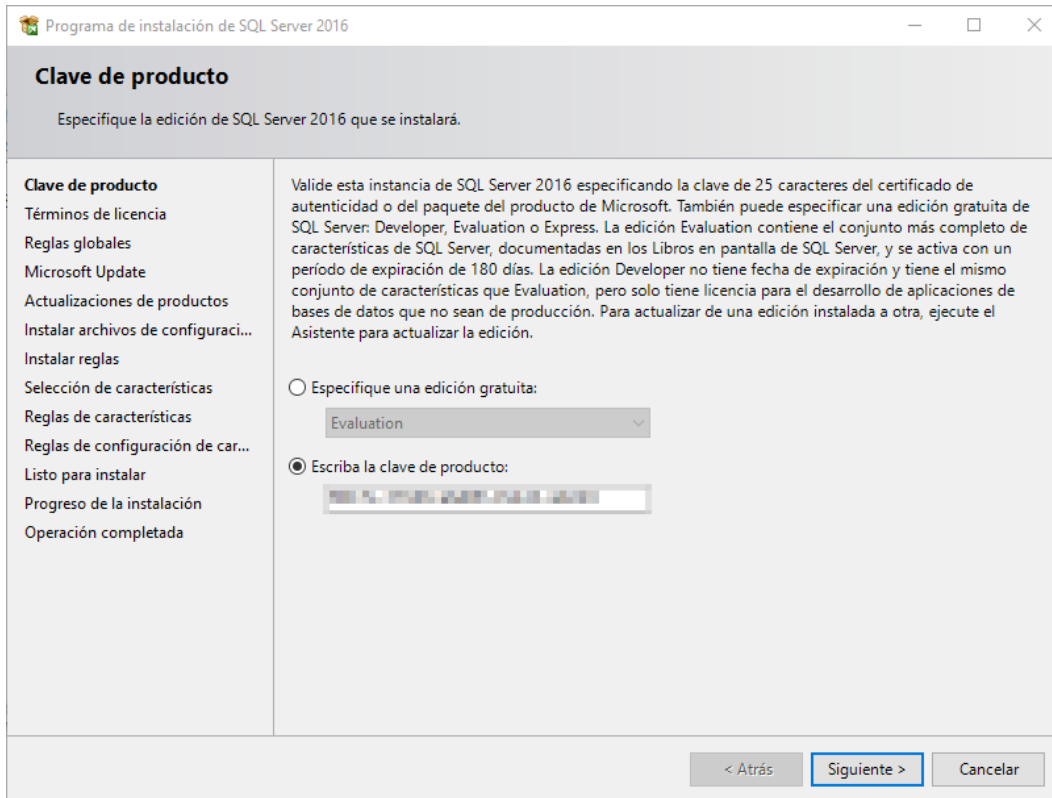 Programa de instalación de SQL Server 2016
Clave de producto
Especifique la edición de SQL Server 2016 que se instalará.
Clave de producto
Términos de licencia
Reglas globales
Microsoft Update
Actualizaciones de productos
Instalar archivos de configuraci...
Instalar reglas
Selección de características
Reglas de características
Reglas de configuración de car...
Listo para instalar
Progreso de la instalación
Operación completada
Valide esta instancia de SQL Server 2016 especificando la clave de 25 caracteres del certificado de
autenticidad o del paquete del producto de Microsoft. También puede especificar una edición gratuita de
SQL Server: Developer, Evaluation o Express. La edición Evaluation contiene el conjunto más completo de
características de SQL Server, documentadas en los Libros en pantalla de SQL Server, y se activa con un
período de expiración de 180 días. La edición Developer no tiene fecha de expiración y tiene el mismo
conjunto de características que Evaluation, pero solo tiene licencia para el desarrollo de aplicaciones de
bases de datos que no sean de producción. Para actualizar de una edición instalada a otra, ejecute el
Asistente para actualizar la edición.
Especifique una edición gratuita:
Evaluation
Escriba la clave de producto:
< Atrás
Siguiente >
Cancelar